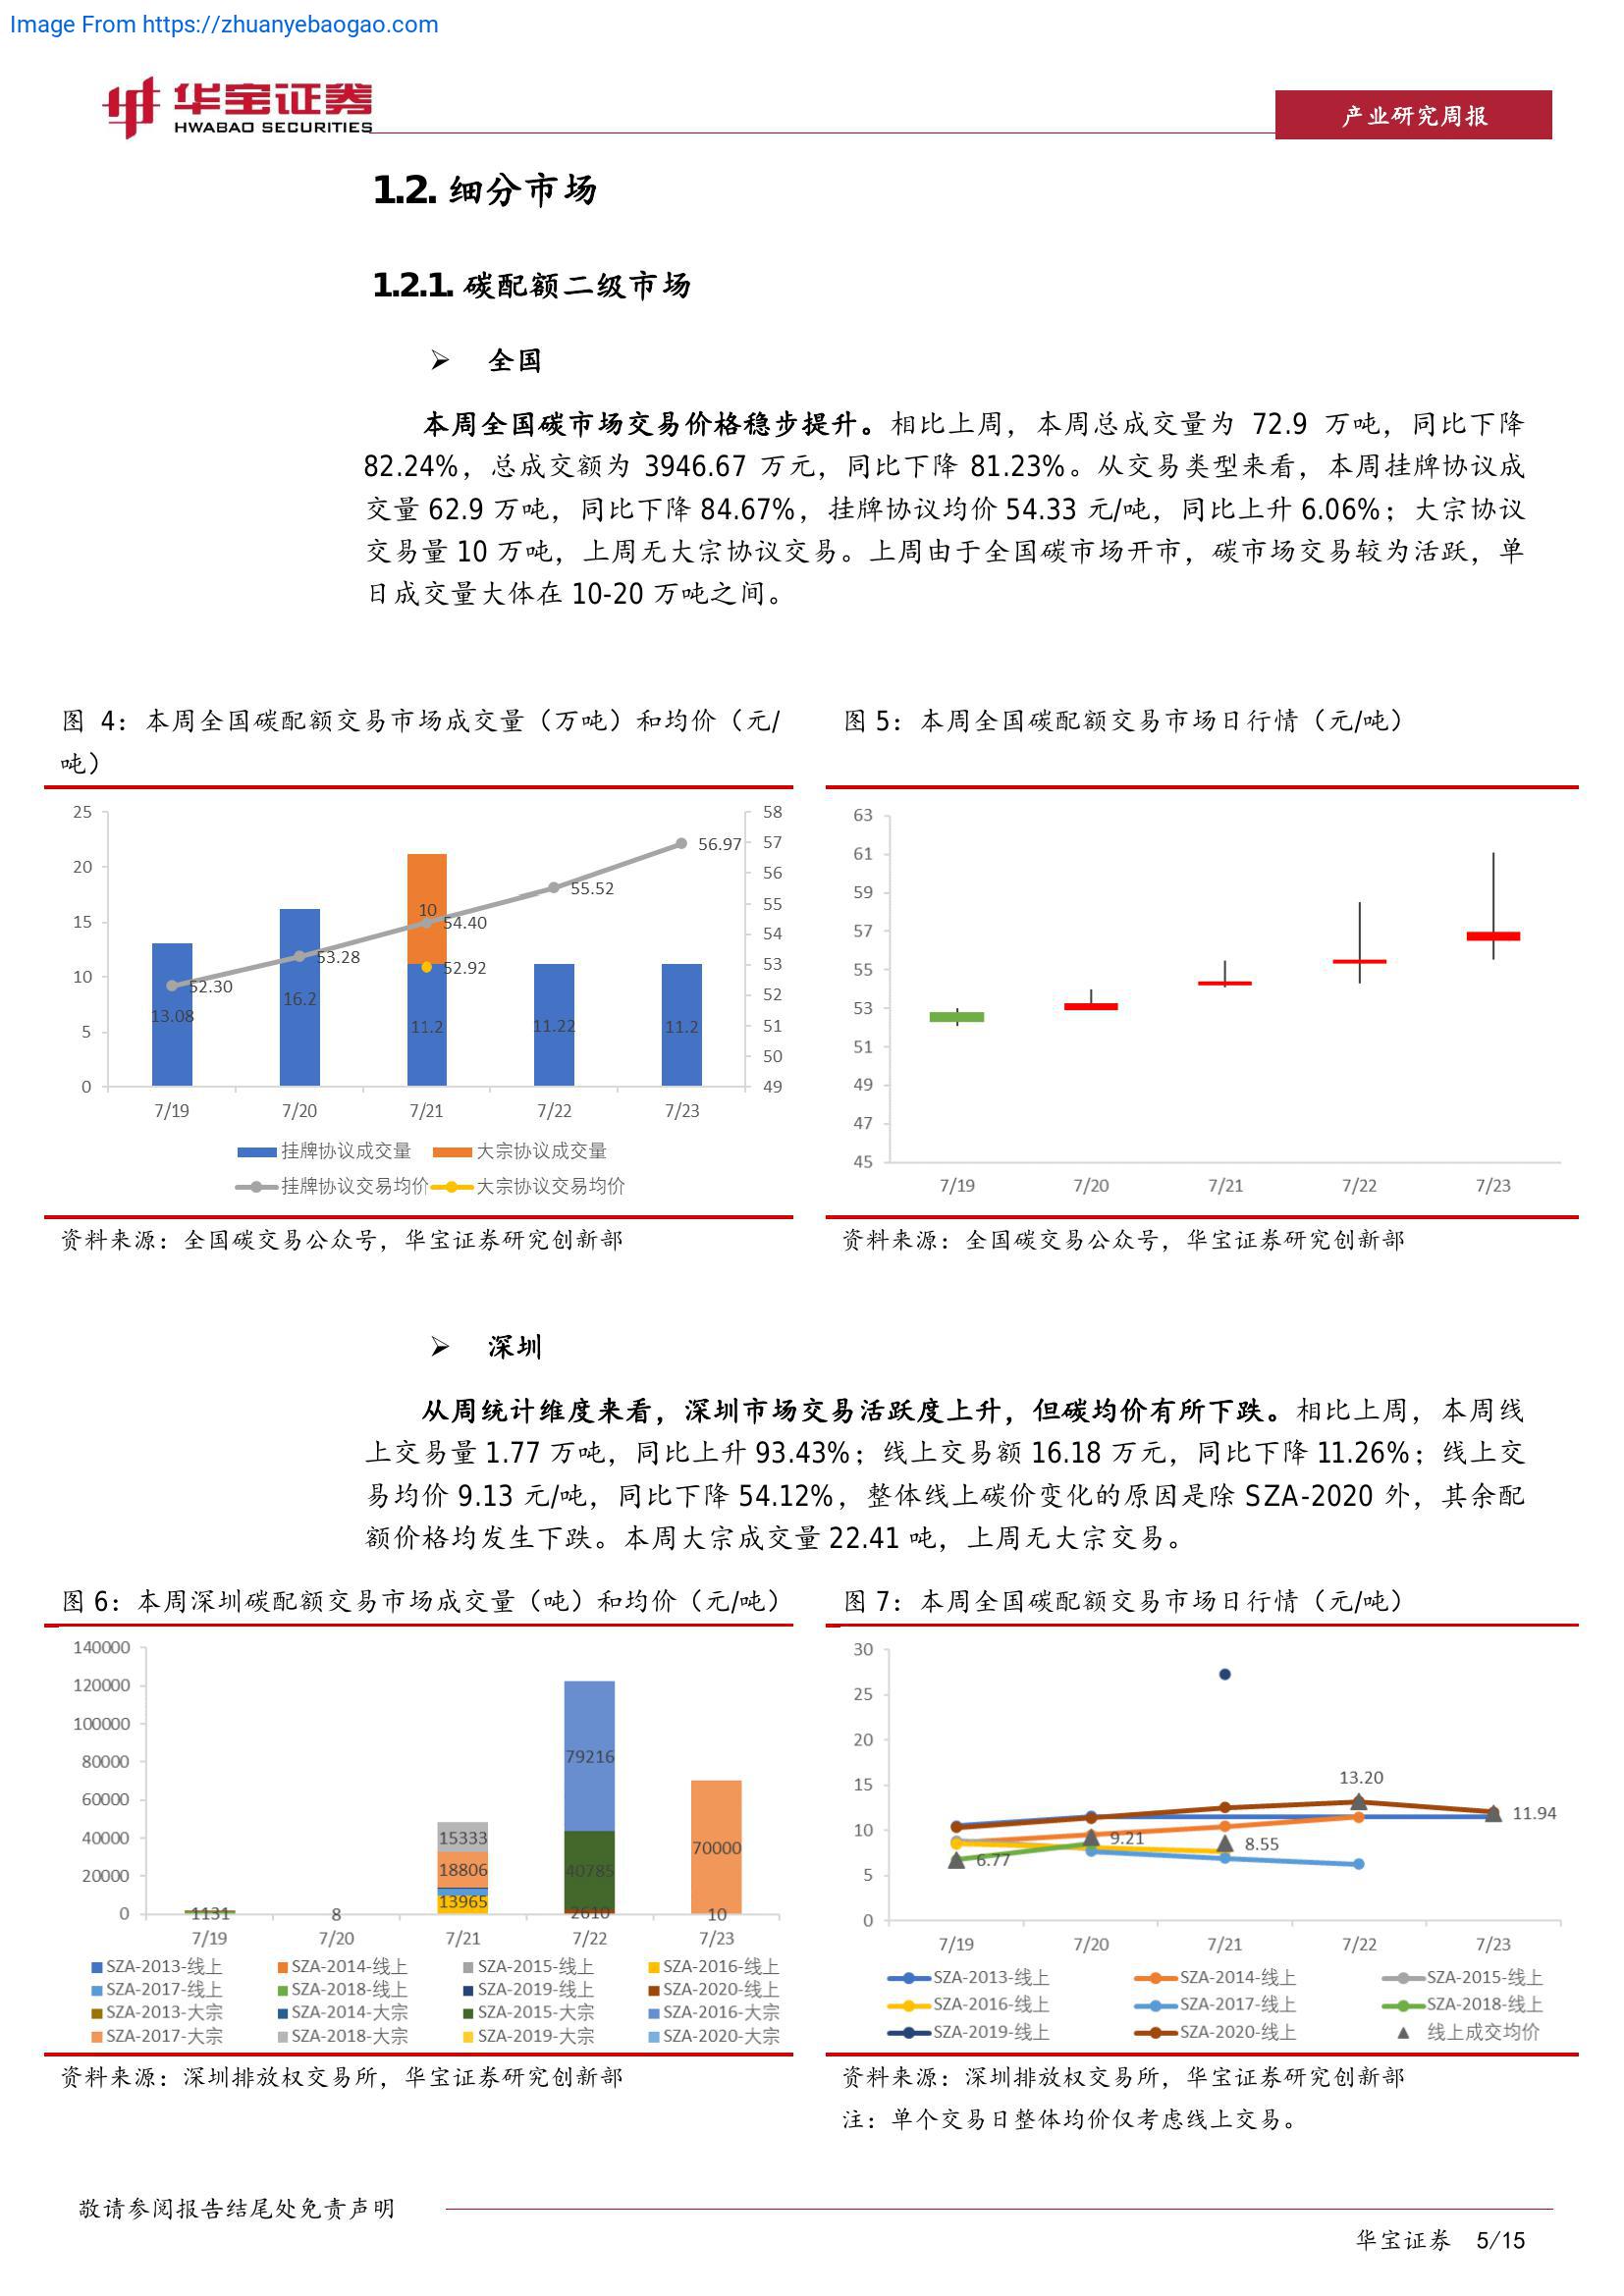 Image From https://zhuanyebaogao.com
华宝证券
HWABAO SECURITIES
产业研究周报
1.2. 细分市场
1.2.1. 碳配额二级市场
➢ 全国
本周全国碳市场交易价格稳步提升。相比上周，本周总成交量为 72.9 万吨，同比下降
82.24%，总成交额为 3946.67 万元，同比下降 81.23%。从交易类型来看，本周挂牌协议成
交量 62.9 万吨，同比下降 84.67%，挂牌协议均价 54.33 元/吨，同比上升 6.06%；大宗协议
交易量 10 万吨，上周无大宗协议交易。上周由于全国碳市场开市，碳市场交易较为活跃，单
日成交量大体在 10-20 万吨之间。
图 4：本周全国碳配额交易市场成交量（万吨）和均价（元/
吨）
25
20
15
10
5
0
58
57
56
55
54
53
52
51
50
49
52.30
53.28
54.40
55.52
56.97
52.92
10
13.08
16.2
11.2
11.22
11.2
7/19 7/20 7/21 7/22 7/23
挂牌协议成交量 大宗协议成交量
挂牌协议交易均价 大宗协议交易均价
资料来源：全国碳交易公众号，华宝证券研究创新部
图 5：本周全国碳配额交易市场日行情（元/吨）
63
61
59
57
55
53
51
49
47
45
7/19 7/20 7/21 7/22 7/23
资料来源：全国碳交易公众号，华宝证券研究创新部
➢ 深圳
从周统计维度来看，深圳市场交易活跃度上升，但碳均价有所下跌。相比上周，本周线
上交易量 1.77 万吨，同比上升 93.43%；线上交易额 16.18 万元，同比下降 11.26%；线上交
易均价 9.13 元/吨，同比下降 54.12%，整体线上碳价变化的原因是除 SZA-2020 外，其余配
额价格均发生下跌。本周大宗成交量 22.41 吨，上周无大宗交易。
图 6：本周深圳碳配额交易市场成交量（吨）和均价（元/吨）
140000
120000
100000
80000
60000
40000
20000
0
1131
8
15333
18806
13965
79216
40785
2610
70000
10
7/19 7/20 7/21 7/22 7/23
SZA-2013-线上 SZA-2014-线上 SZA-2015-线上 SZA-2016-线上
SZA-2017-线上 SZA-2018-线上 SZA-2019-线上 SZA-2020-线上
SZA-2013-大宗 SZA-2014-大宗 SZA-2015-大宗 SZA-2016-大宗
SZA-2017-大宗 SZA-2018-大宗 SZA-2019-大宗 SZA-2020-大宗
资料来源：深圳排放权交易所，华宝证券研究创新部
图 7：本周全国碳配额交易市场日行情（元/吨）
30
25
20
15
10
5
0
6.77
9.21
8.55
13.20
11.94
7/19 7/20 7/21 7/22 7/23
SZA-2013-线上 SZA-2014-线上 SZA-2015-线上
SZA-2016-线上 SZA-2017-线上 SZA-2018-线上
SZA-2019-线上 SZA-2020-线上 线上成交均价
资料来源：深圳排放权交易所，华宝证券研究创新部
注：单个交易日整体均价仅考虑线上交易。
敬请参阅报告结尾处免责声明
华宝证券 5/15